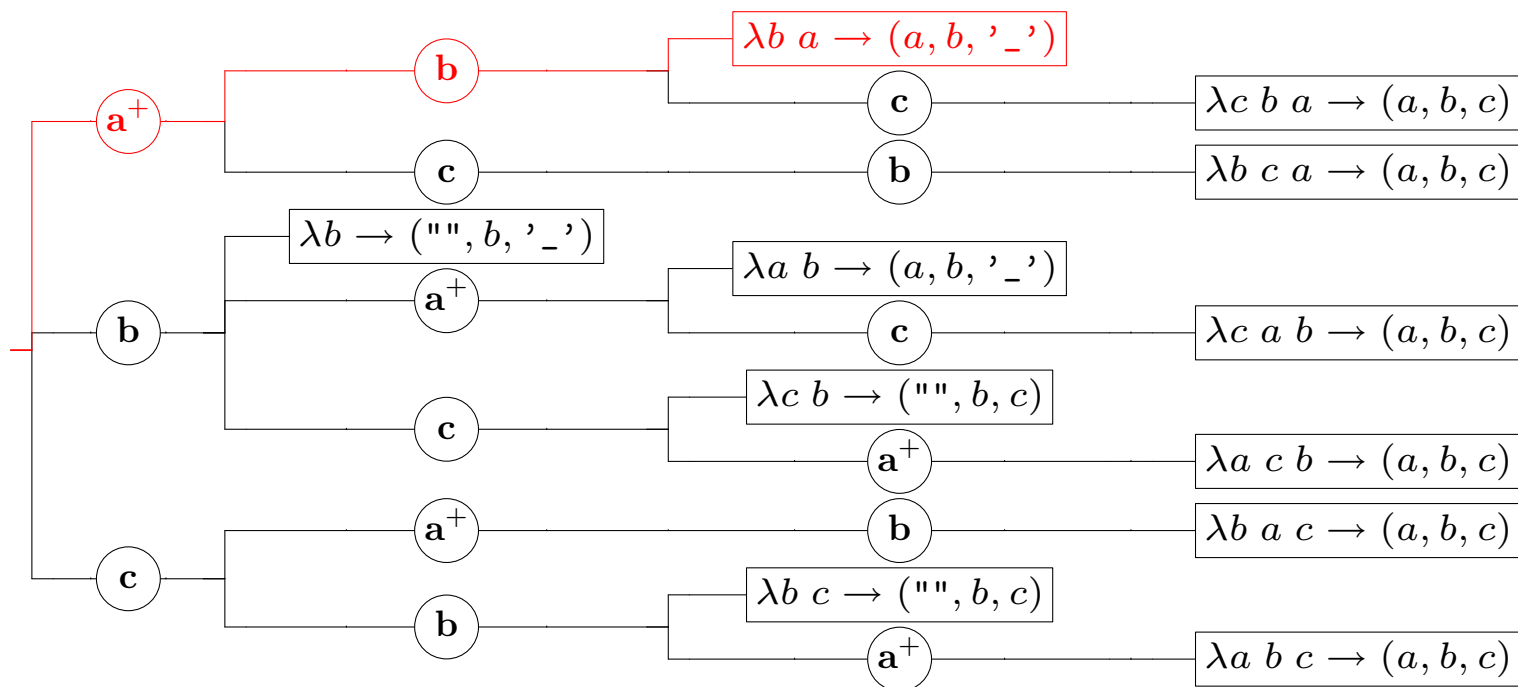 λb a → (a, b, '_')
b
c
a⁺
λc b a → (a, b, c)
c
b
λb c a → (a, b, c)
λb → ("", b, '_')
λa b → (a, b, '_')
a⁺
b
c
λc a b → (a, b, c)
λc b → ("", b, c)
c
a⁺
λa c b → (a, b, c)
a⁺
b
λb a c → (a, b, c)
c
λb c → ("", b, c)
b
a⁺
λa b c → (a, b, c)